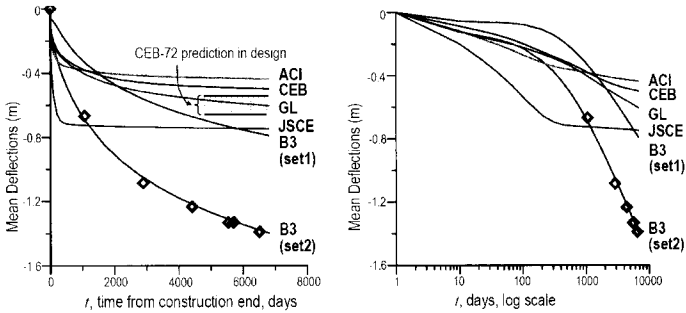 0
-0.4
-0.8
-1.2
-1.6
Mean Deflections (m)
CEB-72 prediction in design
ACI
CEB
GL
JSCE
B3
(set1)
B3
(set2)
0
2000
4000
6000
8000
t, time from construction end, days
0
-0.4
-0.8
-1.2
-1.6
Mean Deflections (m)
ACI
CEB
GL
JSCE
B3
(set1)
B3
(set2)
1
10
100
1000
10000
t, days, log scale